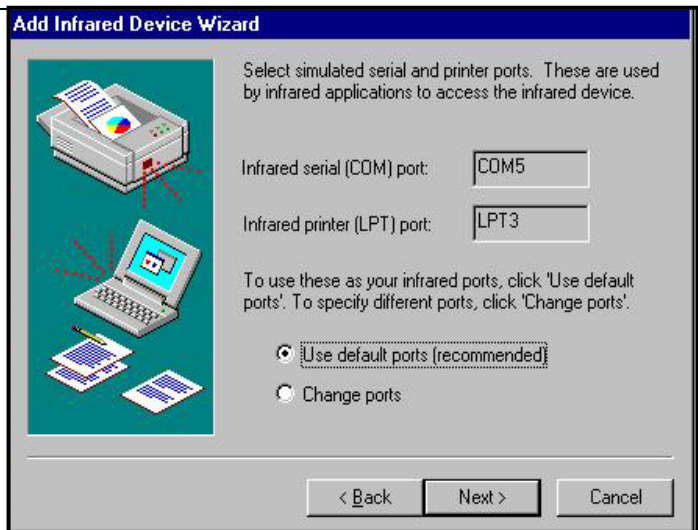 Add Infrared Device Wizard
Select simulated serial and printer ports. These are used
by infrared applications to access the infrared device.
Infrared serial (COM) port: COM5
Infrared printer (LPT) port: LPT3
To use these as your infrared ports, click 'Use default
ports'. To specify different ports, click 'Change ports'.
Use default ports (recommended)
Change ports
< Back Next > Cancel